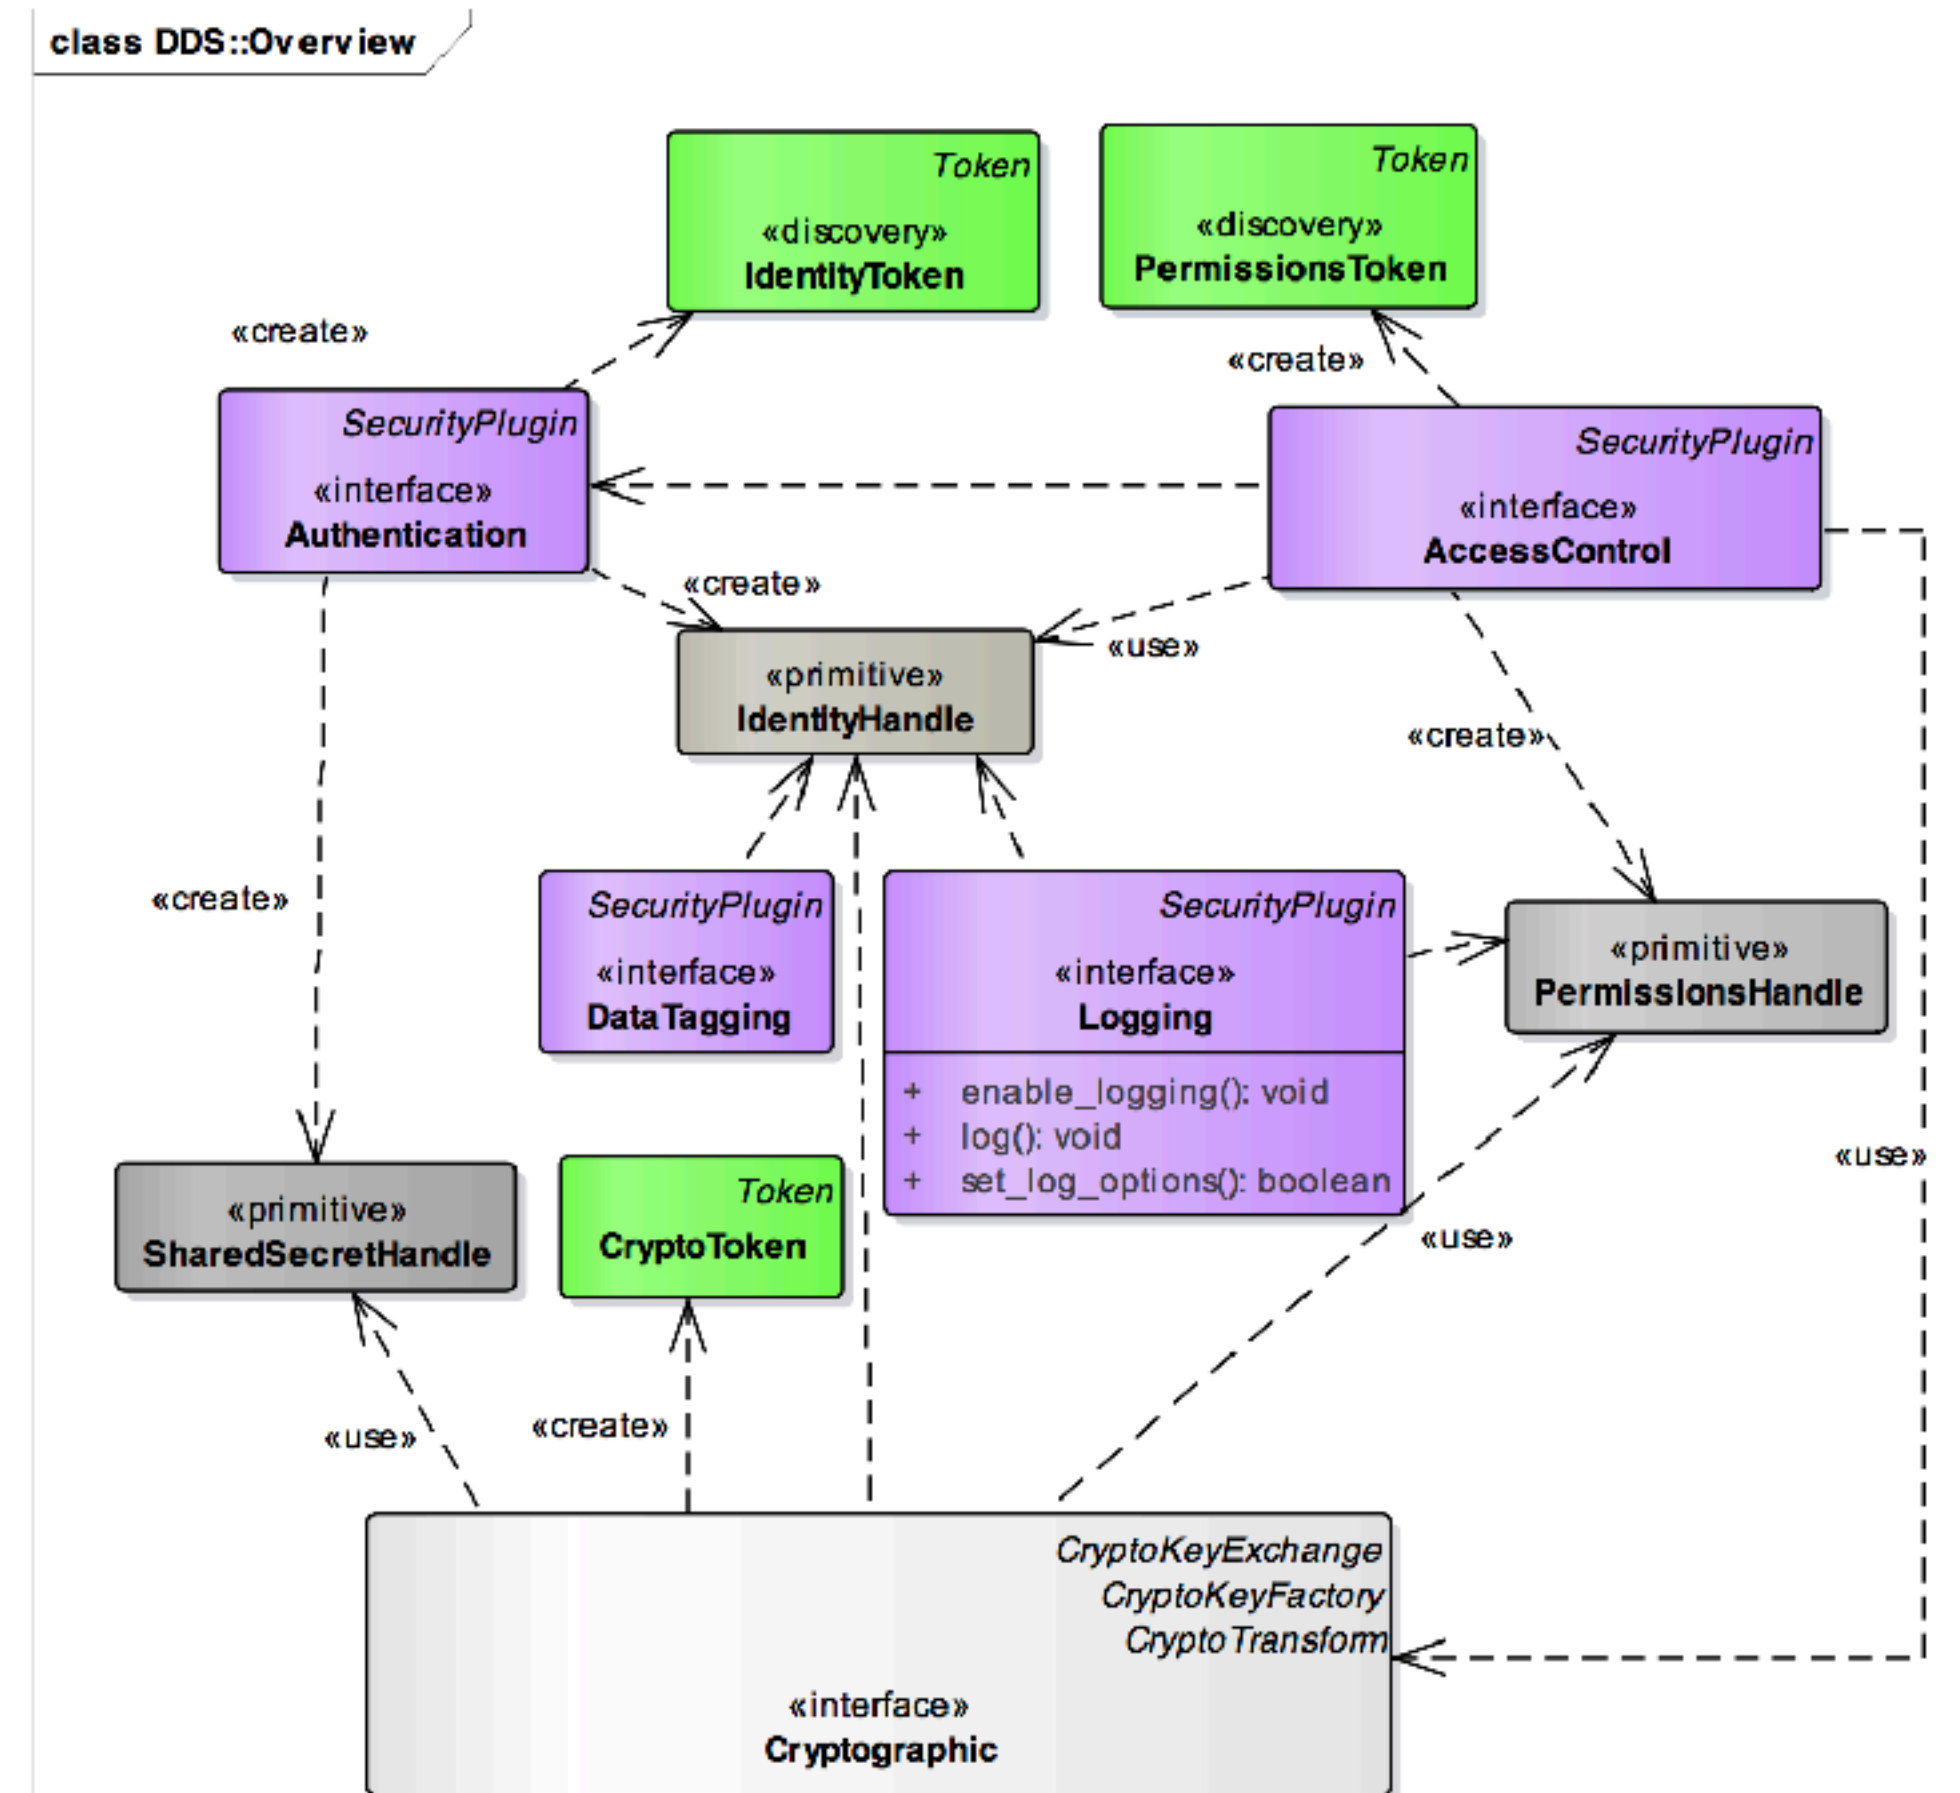 class DDS::Overview
Token
«discovery»
IdentityToken
Token
«discovery»
PermissionsToken
«create»
«create»
SecurityPlugin
«interface»
Authentication
SecurityPlugin
«interface»
AccessControl
«create»
«use»
«primitive»
IdentityHandle
«create»
«create»
SecurityPlugin
«interface»
DataTagging
SecurityPlugin
«interface»
Logging
+ enable_logging(): void
+ log(): void
+ set_log_options(): boolean
«primitive»
PermissionsHandle
«use»
«primitive»
SharedSecretHandle
Token
CryptoToken
«use»
«use»
«create»
CryptoKeyExchange
CryptoKeyFactory
CryptoTransform
«interface»
Cryptographic